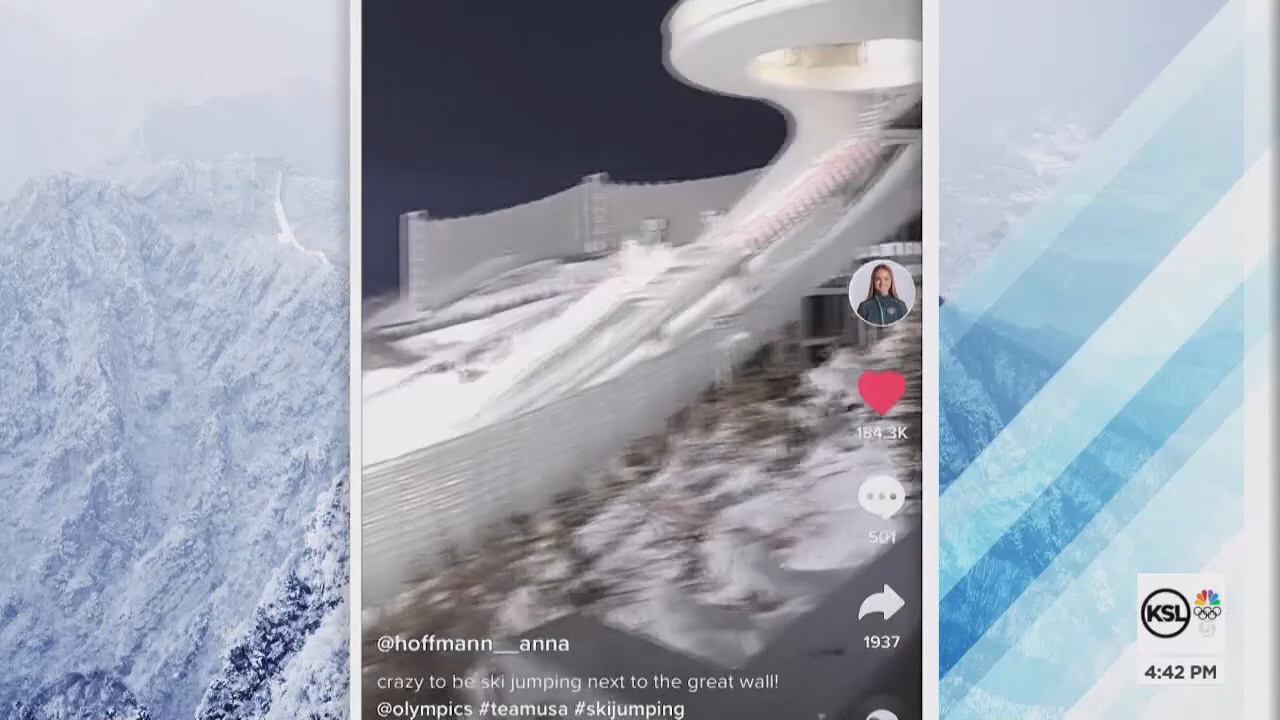 184.3K
501
1937
@hoffmann__anna
crazy to be ski jumping next to the great wall!
@olympics #teamusa #skijumping
KSL
4:42 PM